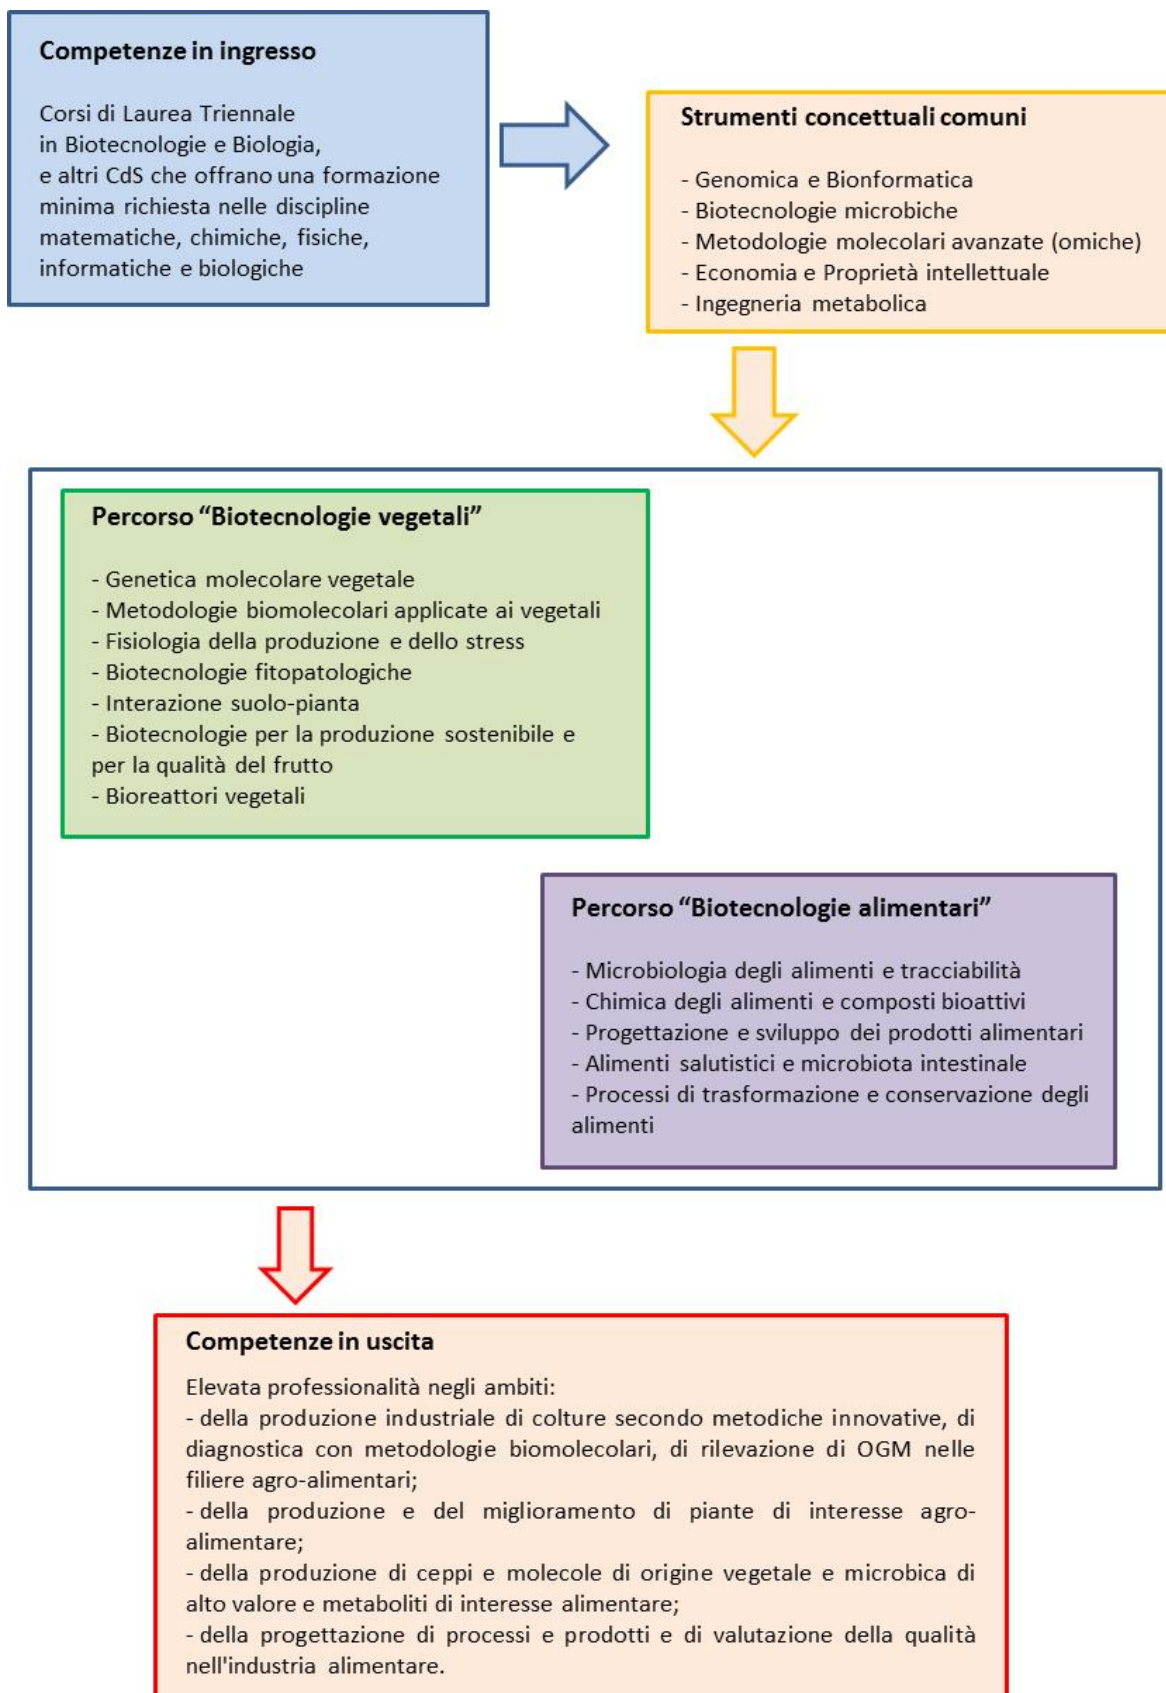 Competenze in ingresso
Corsi di Laurea Triennale
in Biotecnologie e Biologia,
e altri CdS che offrano una formazione
minima richiesta nelle discipline
matematiche, chimiche, fisiche,
informatiche e biologiche
Strumenti concettuali comuni
- Genomica e Bionformatica
- Biotecnologie microbiche
- Metodologie molecolari avanzate (omiche)
- Economia e Proprietà intellettuale
- Ingegneria metabolica
Percorso “Biotecnologie vegetali”
- Genetica molecolare vegetale
- Metodologie biomolecolari applicate ai vegetali
- Fisiologia della produzione e dello stress
- Biotecnologie fitopatologiche
- Interazione suolo-pianta
- Biotecnologie per la produzione sostenibile e
per la qualità del frutto
- Bioreattori vegetali
Percorso “Biotecnologie alimentari”
- Microbiologia degli alimenti e tracciabilità
- Chimica degli alimenti e composti bioattivi
- Progettazione e sviluppo dei prodotti alimentari
- Alimenti salutistici e microbiota intestinale
- Processi di trasformazione e conservazione degli
alimenti
Competenze in uscita
Elevata professionalità negli ambiti:
- della produzione industriale di colture secondo metodiche innovative, di
diagnostica con metodologie biomolecolari, di rilevazione di OGM nelle
filiere agro-alimentari;
- della produzione e del miglioramento di piante di interesse agro-
alimentare;
- della produzione di ceppi e molecole di origine vegetale e microbica di
alto valore e metaboliti di interesse alimentare;
- della progettazione di processi e prodotti e di valutazione della qualità
nell'industria alimentare.